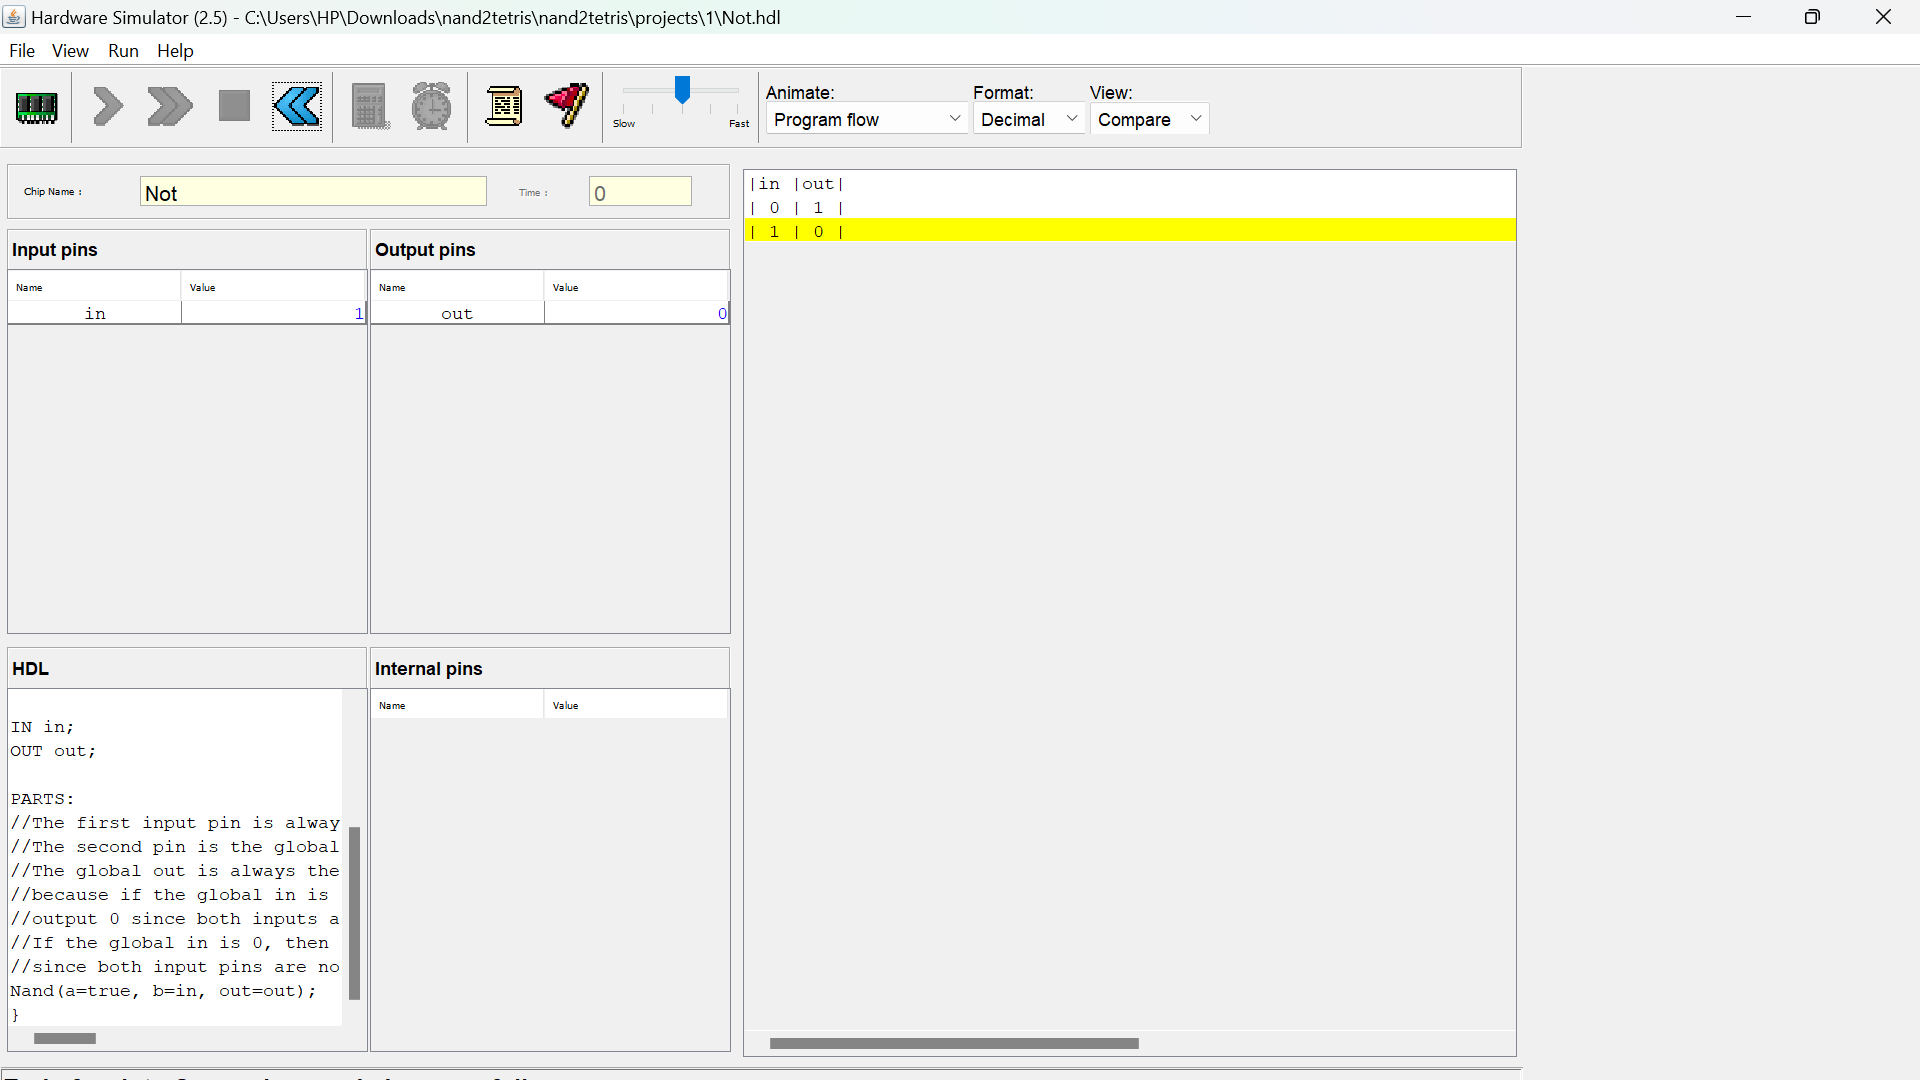 Hardware Simulator (2.5) - C:\Users\HP\Downloads\nand2tetris\nand2tetris\projects\1\Not.hdl
File View Run Help
Slow Fast
Animate: Format: View:
Program flow Decimal Compare
Chip Name : Not Time : 0
Input pins
Name Value
in 1
Output pins
Name Value
out 0
HDL
IN in;
OUT out;
PARTS:
//The first input pin is alway
//The second pin is the global
//The global out is always the
//because if the global in is
//output 0 since both inputs a
//If the global in is 0, then
//since both input pins are no
Nand(a=true, b=in, out=out);
}
Internal pins
Name Value
|in |out|
| 0 | 1 |
| 1 | 0 |